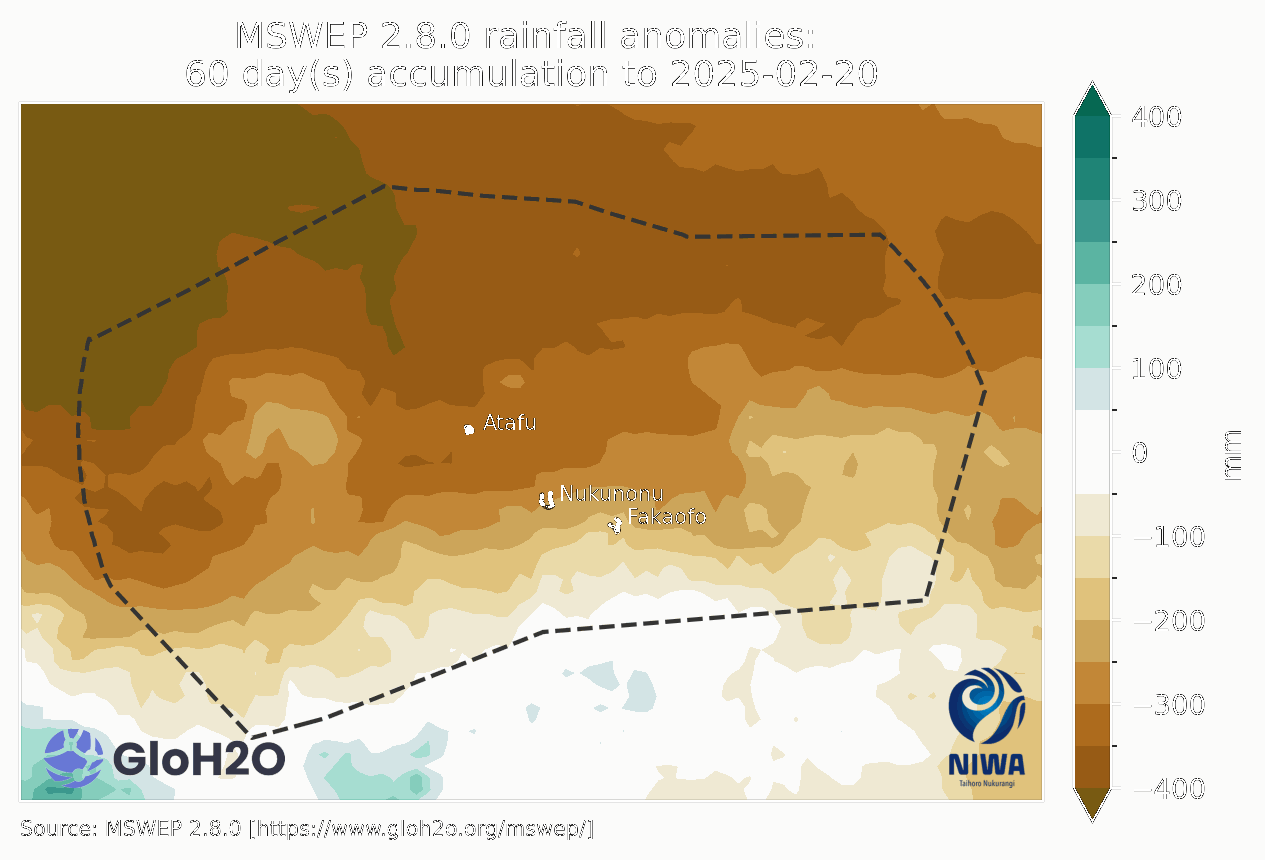 MSWEP 2.8.0 rainfall anomalies:
60 day(s) accumulation to 2025-02-20
400
300
200
100
0
−100
−200
−300
−400
mm
Atafu
Nukunonu
Fakaofo
GloH2O
NIWA
Taihoro Nukurangi
Source: MSWEP 2.8.0 [https://www.gloh2o.org/mswep/]